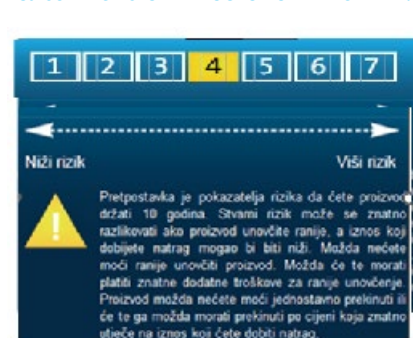 1 2 3 4 5 6 7
Niži rizik Viši rizik
Pretpostavka je pokazatelja rizika da ćete proizvod
držati 10 godina. Stvarni rizik može se znatno
razlikovati ako proizvod unovčite ranije, a iznos koji
dobijete natrag mogao bi biti niži. Možda nećete
moći ranije unovčiti proizvod. Možda će te morati
platiti znatne dodatne troškove za ranije unovčenje.
Proizvod možda nećete moći jednostavno prekinuti ili
će te ga možda morati prekinuti po cijeni koja znatno
utječe na iznos koji ćete dobiti natrag.